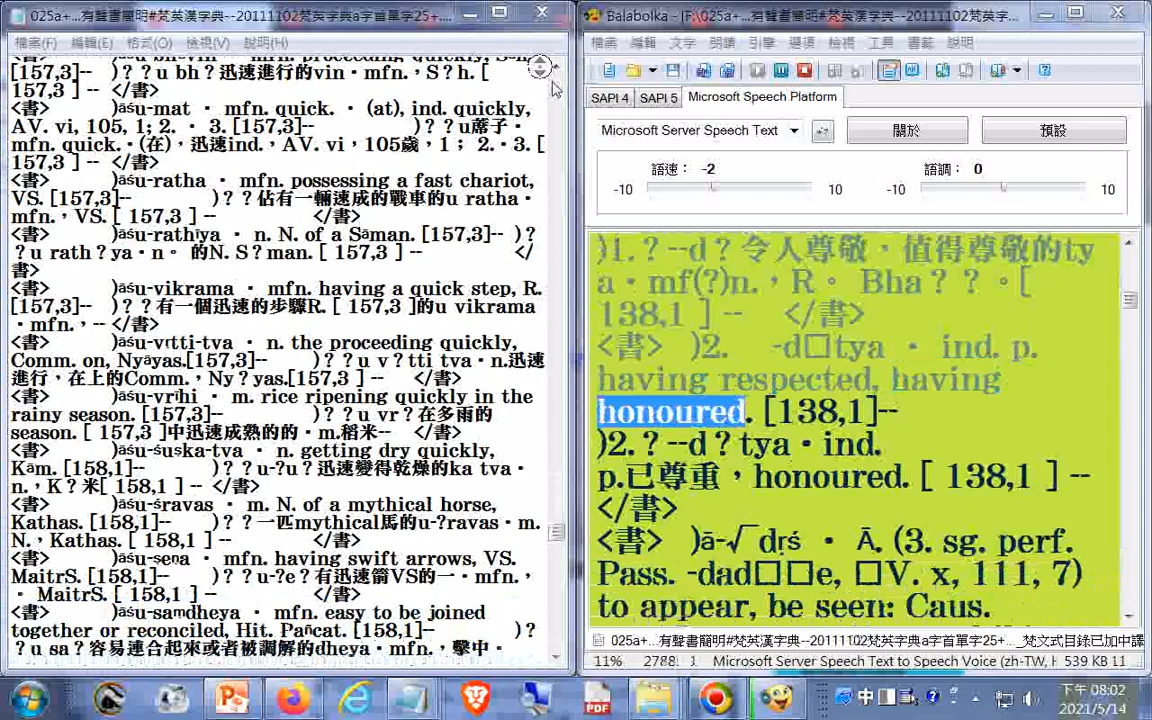 025a+...有聲書簡明#梵英漢字典--20111102梵英字典a字首單字25+...
檔案(F) 編輯(E) 格式(O) 檢視(V) 說明(H)
[157,3]-- )？？u bh？迅速進行的vin‧mfn.，S？h. [
157,3 ]-- </書>
<書> )āśu-mat ‧ mfn. quick. ‧ (at), ind. quickly,
AV. vi, 105, 1; 2. ‧ 3. [157,3]-- )？？u蓆子‧
mfn. quick.‧(在)，迅速ind.，AV. vi，105歲，1； 2.‧3. [
157,3 ]-- </書>
<書> )āśu-ratha ‧ mfn. possessing a fast chariot,
VS. [157,3]-- )？？佔有一輛速成的戰車的u ratha‧
mfn.，VS. [ 157,3 ] -- </書>
<書> )āśu-rathīya ‧ n. N. of a Sāman. [157,3]-- )？
？u rath？ya‧n。的N. S？man. [ 157,3 ] -- </
書>
<書> )āśu-vikrama ‧ mfn. having a quick step, R.
[157,3]-- )？？有一個迅速的步驟R. [ 157,3 ]的u vikrama
‧mfn.，-- </書>
<書> )āśu-vrtti-tva ‧ n. the proceeding quickly,
Comm. on, Nyāyas.[157,3]-- )？？u v？tti tva‧n.迅速
進行，在上的Comm.，Ny？yas.[157,3 ]-- </書>
<書> )āśu-vrīhi ‧ m. rice ripening quickly in the
rainy season. [157,3]-- )？？u vr？在多雨的
season. [ 157,3 ]中迅速成熟的的‧m.稻米-- </書>
<書> )āśu-śuṣka-tva ‧ n. getting dry quickly,
Kām. [158,1]-- )？？u-?u？迅速變得乾燥的ka tva‧
n.，K？米[ 158,1 ] -- </書>
<書> )āśu-śravas ‧ m. N. of a mythical horse,
Kathas. [158,1]-- )？？一匹mythical馬的u-?ravas‧m.
N.，Kathas. [ 158,1 ] -- </書>
<書> )āśu-ṣeṇa ‧ mfn. having swift arrows, VS.
MaitrS. [158,1]-- )？？u-?e？有迅速箭VS的一‧mfn.，
‧ MaitrS. [ 158,1 ] -- </書>
<書> )āśu-saṃdheya ‧ mfn. easy to be joined
together or reconciled, Hit. Pañcat. [158,1]-- )？
？u sa？容易連合起來或者被調解的dheya‧mfn.，擊中‧
Balabolka - [F:\025a+...有聲書簡明#梵英漢字典--20111102梵英字...
檔案 編輯 文字 朗讀 引擎 選項 檢視 工具 書籤 說明
SAPI 4 SAPI 5 Microsoft Speech Platform
Microsoft Server Speech Text 關於 預設
語速： -2 語調： 0
-10 10 -10 10
)1.？--d？令人尊敬，值得尊敬的ty
a‧mf(?)n.，R。 Bha？？。[
138,1 ] -- </書>
<書> )2. -d□tya ‧ ind. p.
having respected, having
honoured. [138,1]--
)2.？--d？tya‧ind.
p.已尊重，honoured. [ 138,1 ] --
</書>
<書> )ā-√dṛś ‧ Ā. (3. sg. perf.
Pass. -dad□□e, □V. x, 111, 7)
to appear, be seen: Caus.
025a+...有聲書簡明#梵英漢字典--20111102梵英字典a字首單字25+..._梵文式目錄已加中譯
11% 2788: 1 Microsoft Server Speech Text to Speech Voice (zh-TW, H 539 KB 11
中 下午 08:02
2021/5/14